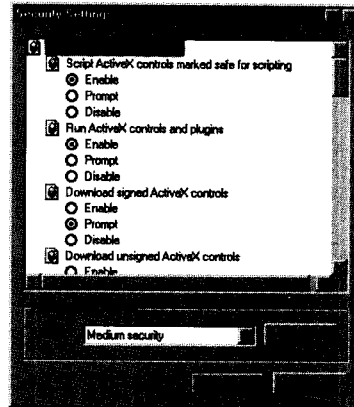 Security Settings
Script ActiveX controls marked safe for scripting
Enable
Prompt
Disable
Run ActiveX controls and plugins
Enable
Prompt
Disable
Download signed ActiveX controls
Enable
Prompt
Disable
Download unsigned ActiveX controls
Enable
Medium security